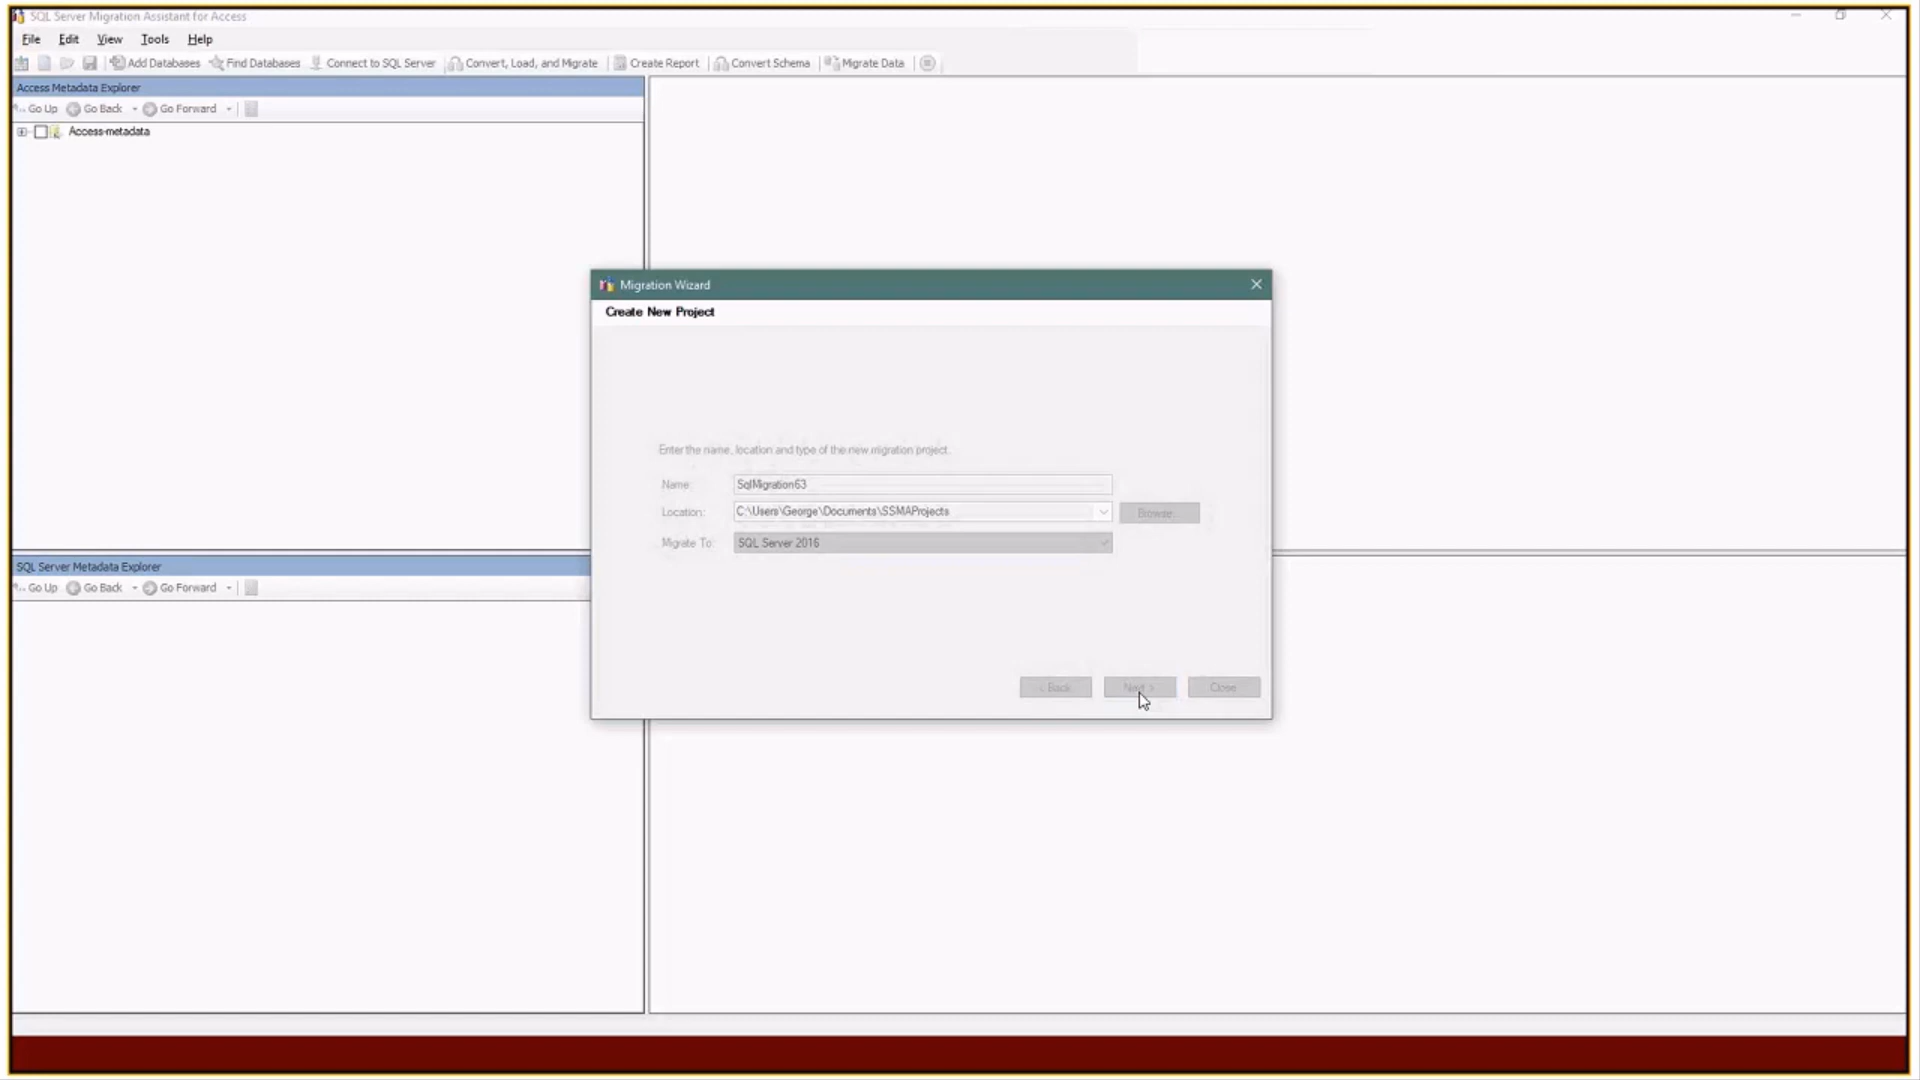 SQL Server Migration Assistant for Access
File Edit View Tools Help
Add Databases Find Databases Connect to SQL Server Convert, Load, and Migrate Create Report Convert Schema Migrate Data
Access Metadata Explorer
Go Up Go Back Go Forward
Access-metadata
Migration Wizard
Create New Project
Enter the name, location and type of the new migration project.
Name: SqlMigration63
Location: C:\Users\George\Documents\SSMAProjects Browse...
Migrate To: SQL Server 2016
SQL Server Metadata Explorer
Go Up Go Back Go Forward
< Back Next > Close